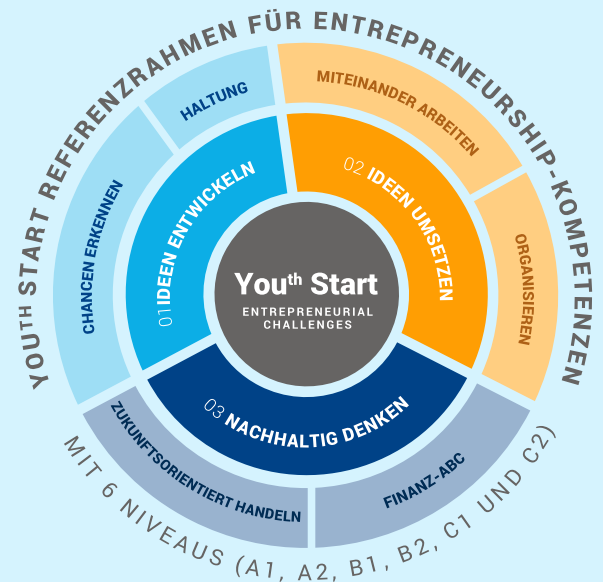 YOUTH START REFERENZRAHMEN FÜR ENTREPRENEURSHIP-KOMPETENZEN
HALTUNG
MITEINANDER ARBEITEN
CHANCEN ERKENNEN
ORGANISIEREN
01 IDEEN ENTWICKELN
02 IDEEN UMSETZEN
Youth Start
ENTREPRENEURIAL
CHALLENGES
03 NACHHALTIG DENKEN
ZUKUNFTSORIENTIERT HANDELN
FINANZ-ABC
MIT 6 NIVEAUS (A1, A2, B1, B2, C1 UND C2)